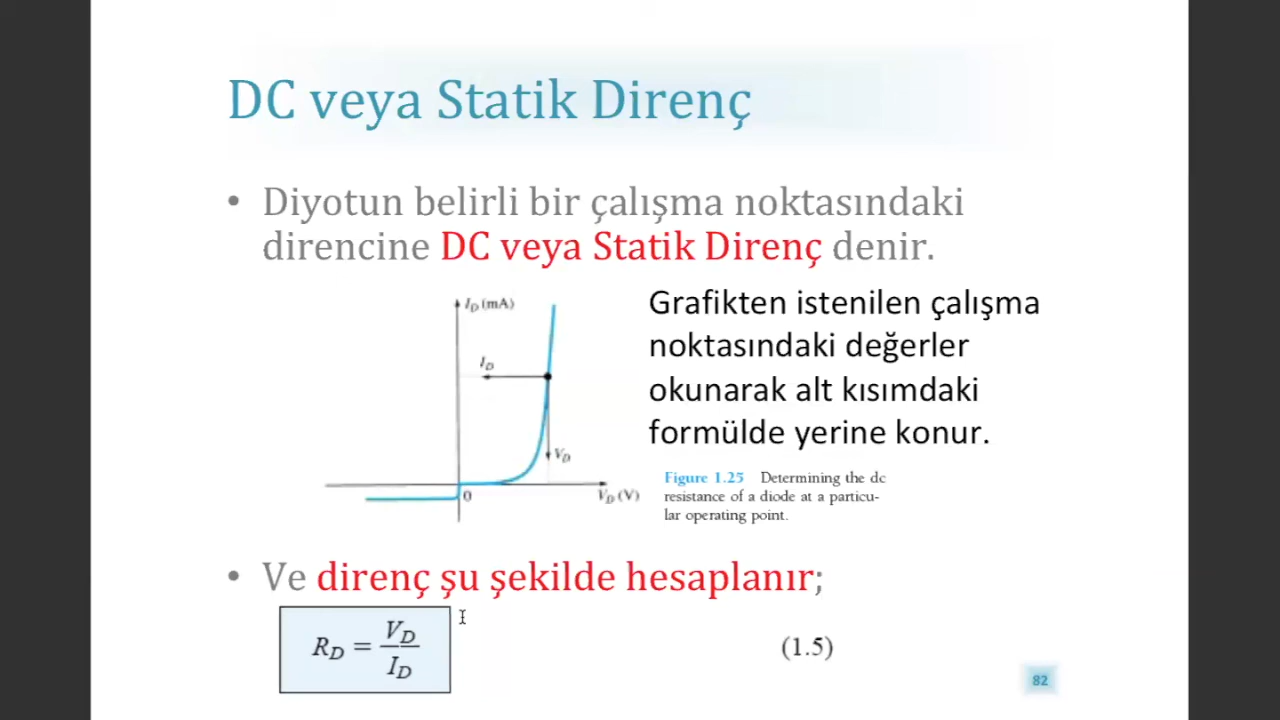 DC veya Statik Direnç
• Diyotun belirli bir çalışma noktasındaki
direncine DC veya Statik Direnç denir.
I_D (mA)
I_D
V_D
0
V_D (V)
Grafikten istenilen çalışma
noktasındaki değerler
okunarak alt kısımdaki
formülde yerine konur.
Figure 1.25 Determining the dc
resistance of a diode at a particu-
lar operating point.
• Ve direnç şu şekilde hesaplanır;
R_D = V_D / I_D
(1.5)
82